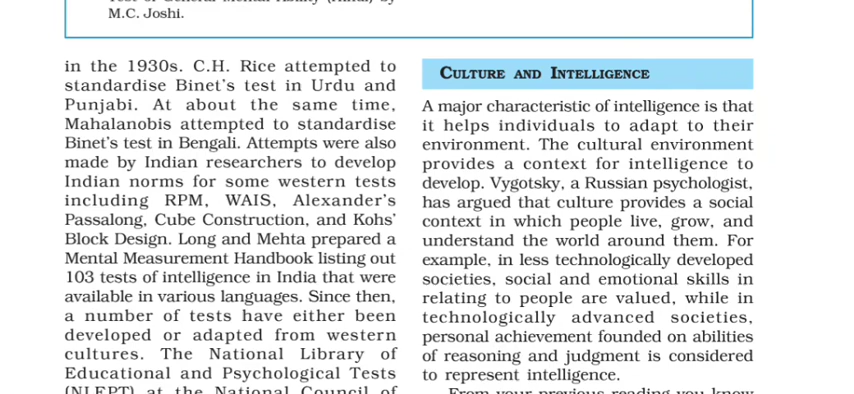 M.C. Joshi.
in the 1930s. C.H. Rice attempted to
standardise Binet's test in Urdu and
Punjabi. At about the same time,
Mahalanobis attempted to standardise
Binet's test in Bengali. Attempts were also
made by Indian researchers to develop
Indian norms for some western tests
including RPM, WAIS, Alexander's
Passalong, Cube Construction, and Kohs'
Block Design. Long and Mehta prepared a
Mental Measurement Handbook listing out
103 tests of intelligence in India that were
available in various languages. Since then,
a number of tests have either been
developed or adapted from western
cultures. The National Library of
Educational and Psychological Tests
(NLEPT) at the National Council of
CULTURE AND INTELLIGENCE
A major characteristic of intelligence is that
it helps individuals to adapt to their
environment. The cultural environment
provides a context for intelligence to
develop. Vygotsky, a Russian psychologist,
has argued that culture provides a social
context in which people live, grow, and
understand the world around them. For
example, in less technologically developed
societies, social and emotional skills in
relating to people are valued, while in
technologically advanced societies,
personal achievement founded on abilities
of reasoning and judgment is considered
to represent intelligence.
From your previous reading you know